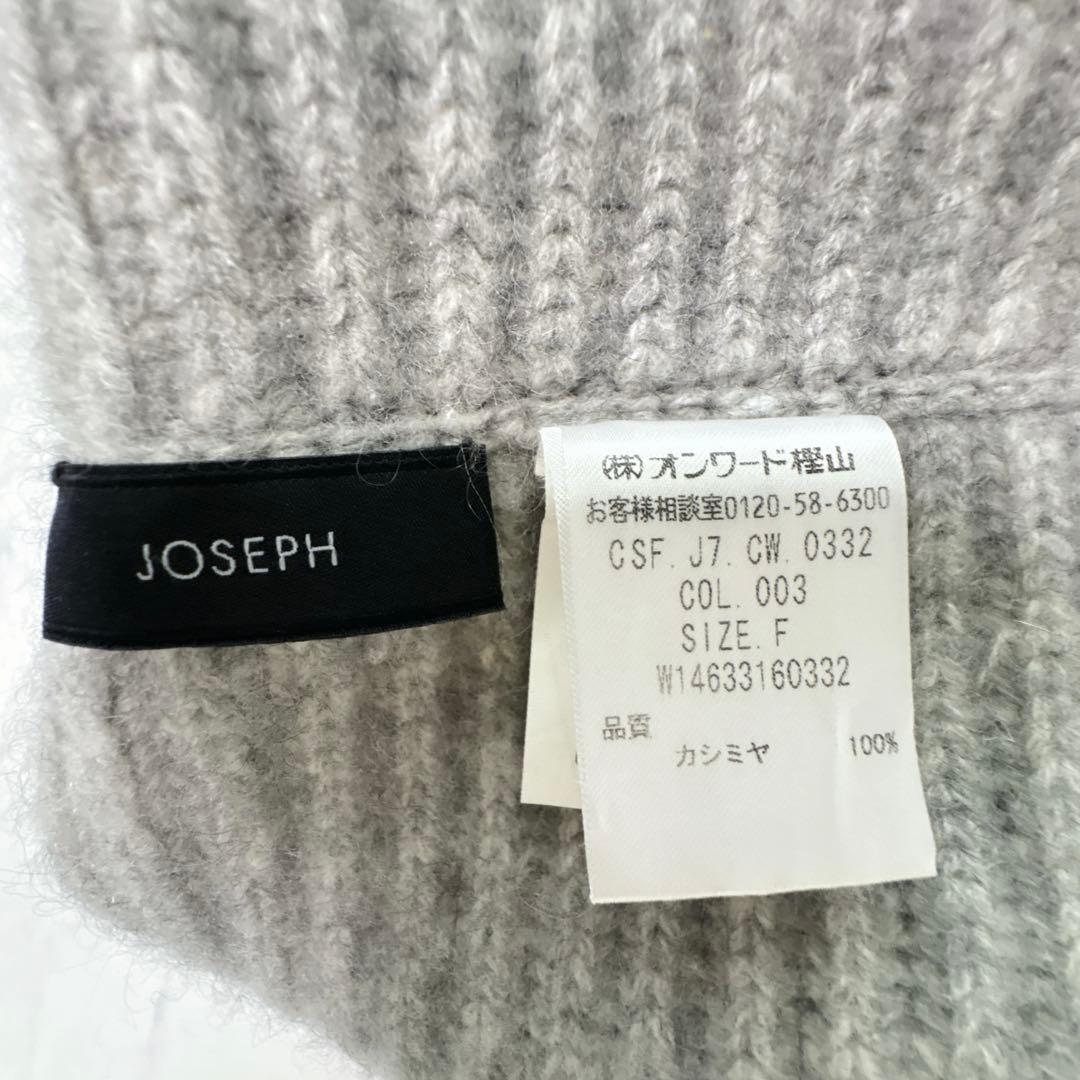 JOSEPH
(株)オンワード樫山
お客様相談室0120-58-6300
CSF. J7. CW. 0332
COL. 003
SIZE. F
W14633160332
品質
カシミヤ 100%